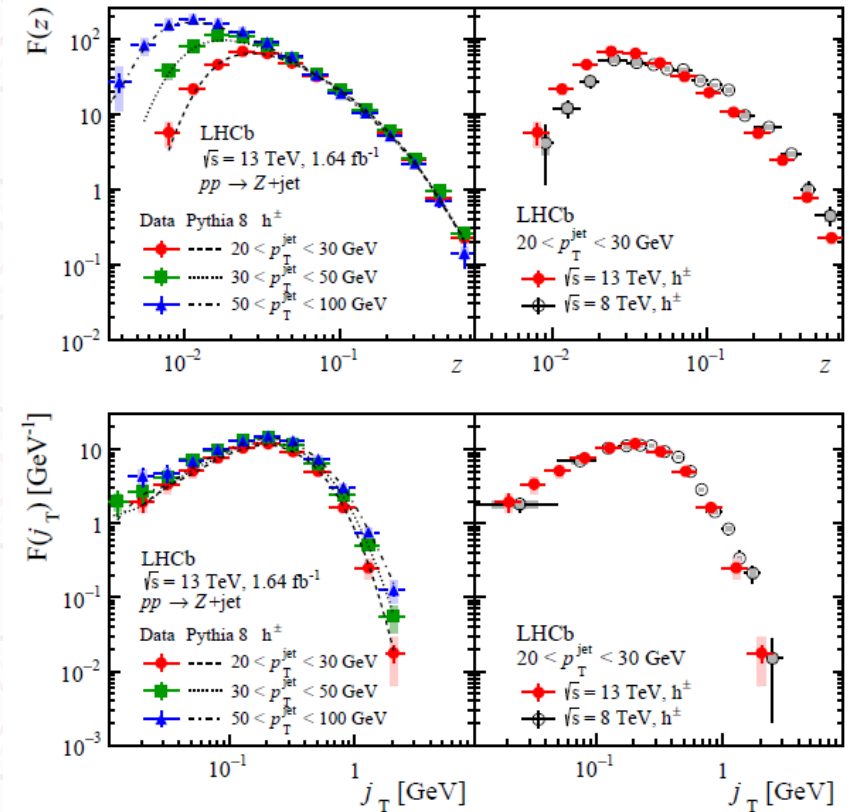 F(z)
10²
10
1
10⁻¹
10⁻²
LHCb
√s = 13 TeV, 1.64 fb⁻¹
pp → Z+jet
Data Pythia 8 h±
20 < p_T^jet < 30 GeV
30 < p_T^jet < 50 GeV
50 < p_T^jet < 100 GeV
10⁻² 10⁻¹ z
LHCb
20 < p_T^jet < 30 GeV
√s = 13 TeV, h±
√s = 8 TeV, h±
10⁻² 10⁻¹ z
F(j_T) [GeV⁻¹]
10
1
10⁻¹
10⁻²
10⁻³
LHCb
√s = 13 TeV, 1.64 fb⁻¹
pp → Z+jet
Data Pythia 8 h±
20 < p_T^jet < 30 GeV
30 < p_T^jet < 50 GeV
50 < p_T^jet < 100 GeV
10⁻¹ 1
j_T [GeV]
LHCb
20 < p_T^jet < 30 GeV
√s = 13 TeV, h±
√s = 8 TeV, h±
10⁻¹ 1
j_T [GeV]